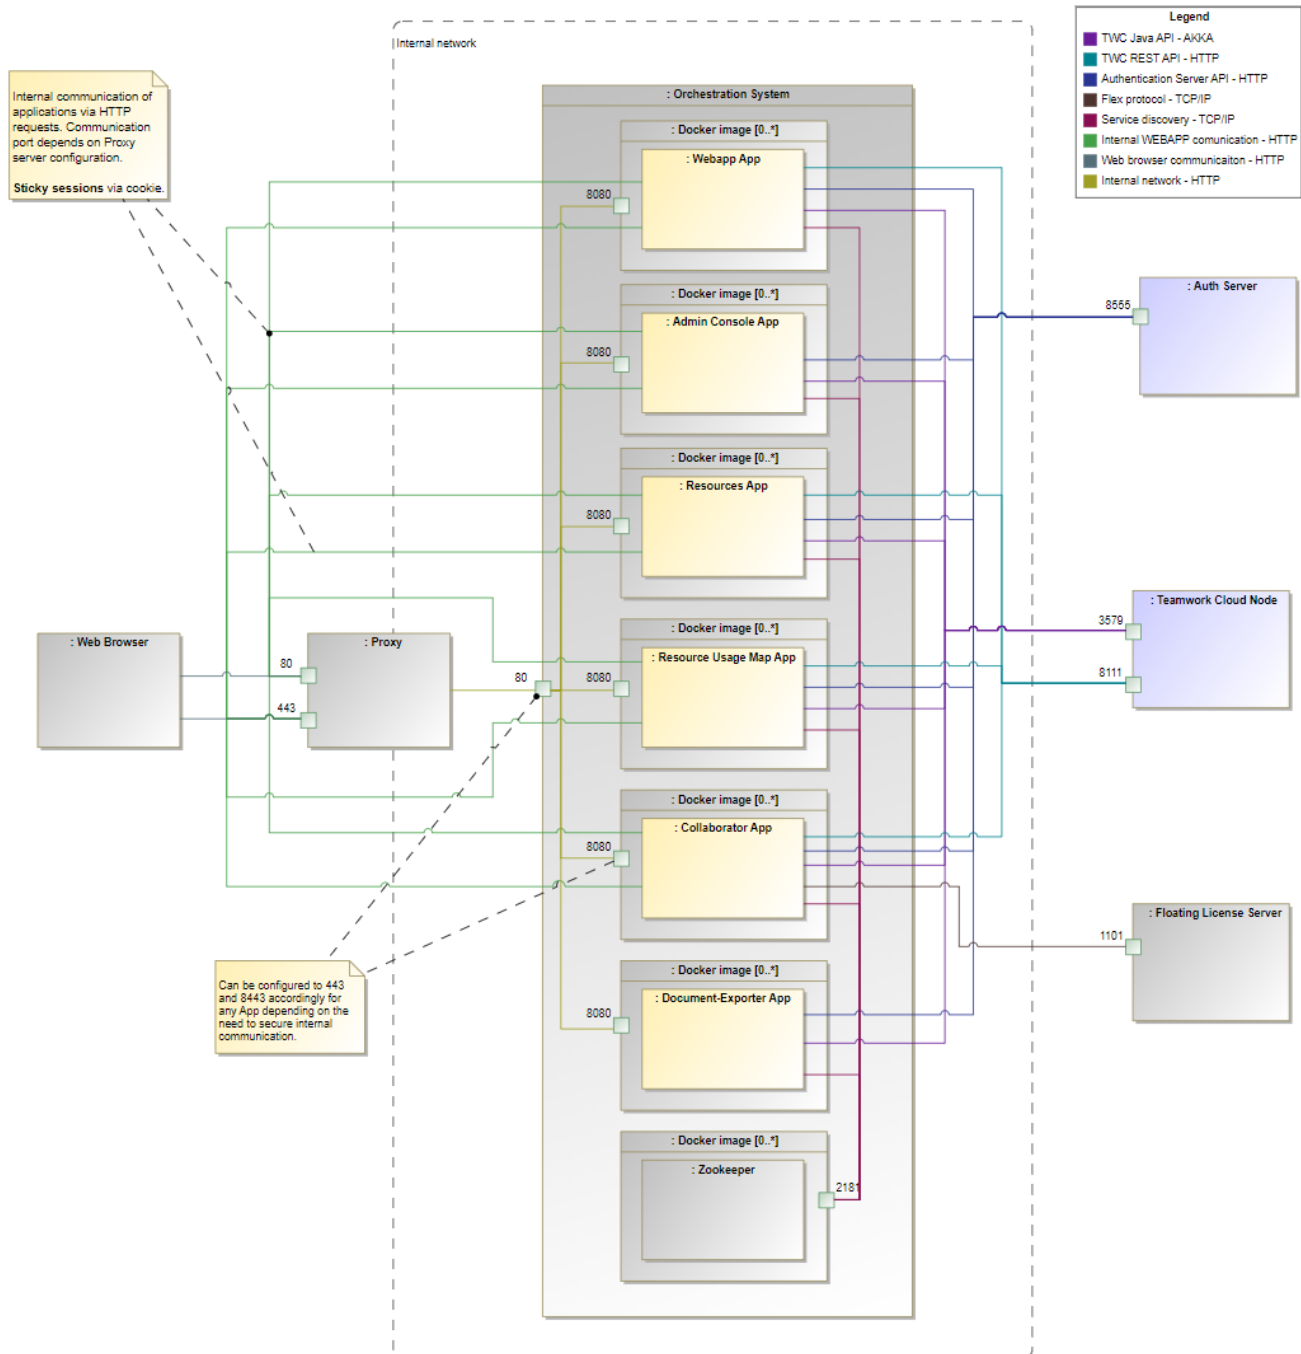 Internal network
Legend
TWC Java API - AKKA
TWC REST API - HTTP
Authentication Server API - HTTP
Flex protocol - TCP/IP
Service discovery - TCP/IP
Internal WEBAPP comunication - HTTP
Web browser communicaiton - HTTP
Internal network - HTTP
Internal communication of
applications via HTTP
requests. Communication
port depends on Proxy
server configuration.
Sticky sessions via cookie.
: Orchestration System
: Docker image [0..*]
: Webapp App
8080
: Docker image [0..*]
: Admin Console App
8080
: Auth Server
8555
: Docker image [0..*]
: Resources App
8080
: Teamwork Cloud Node
3579
8111
: Web Browser
: Proxy
80
443
80
: Docker image [0..*]
: Resource Usage Map App
8080
: Docker image [0..*]
: Collaborator App
8080
: Floating License Server
1101
Can be configured to 443
and 8443 accordingly for
any App depending on the
need to secure internal
communication.
: Docker image [0..*]
: Document-Exporter App
8080
: Docker image [0..*]
: Zookeeper
2181